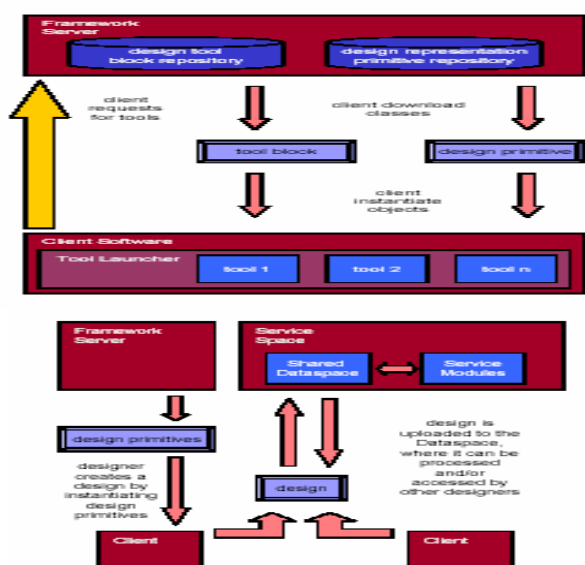 Framework
Server
design tool
block repository
design representation
primitive repository
client
requests
for tools
client download
classes
tool block
design primitive
client
instantiate
objects
Client Software
Tool Launcher
tool 1
tool 2
tool n
Framework
Server
Service
Space
Shared
Dataspace
Service
Modules
design primitives
designer
creates a
design by
instantiating
design
primitives
design is
uploaded to the
Dataspace,
where it can be
processed
and/or
accessed by
other designers
design
Client
Client